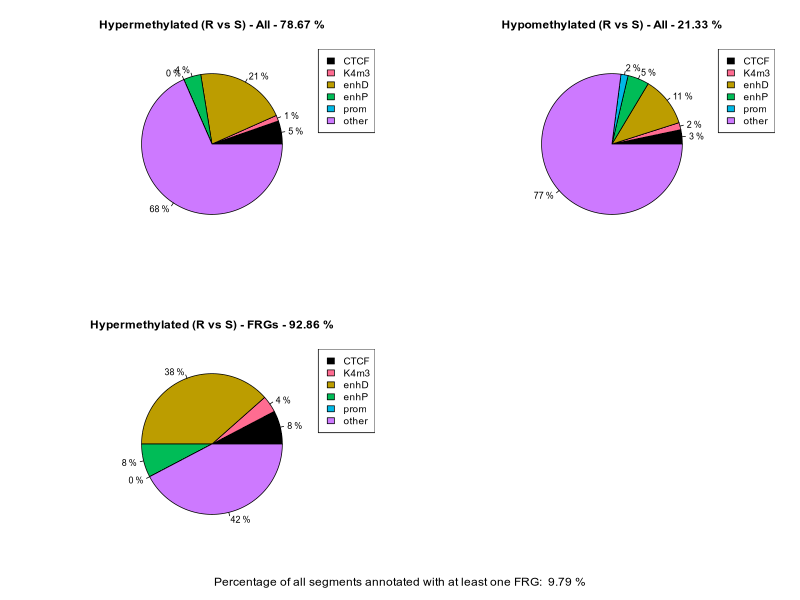 Hypermethylated (R vs S) - All - 78.67 %
CTCF
K4m3
enhD
enhP
prom
other
5 %
1 %
21 %
4 %
0 %
68 %
Hypomethylated (R vs S) - All - 21.33 %
CTCF
K4m3
enhD
enhP
prom
other
3 %
2 %
11 %
5 %
2 %
77 %
Hypermethylated (R vs S) - FRGs - 92.86 %
CTCF
K4m3
enhD
enhP
prom
other
8 %
4 %
38 %
8 %
0 %
42 %
Percentage of all segments annotated with at least one FRG: 9.79 %